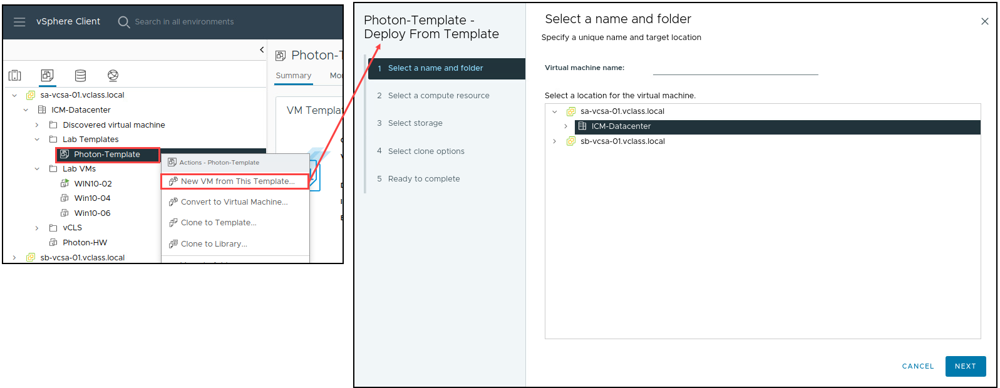 vSphere Client
Search in all environments
Photon-T
Summary
Mo
sa-vcsa-01.vclass.local
ICM-Datacenter
Discovered virtual machine
Lab Templates
Photon-Template
Lab VMs
WIN10-02
Win10-04
Win10-06
vCLS
Photon-HW
sb-vcsa-01.vclass.local
VM Templat
Actions - Photon-Template
New VM from This Template...
Convert to Virtual Machine...
Clone to Template...
Clone to Library...
Photon-Template -
Deploy From Template
1 Select a name and folder
2 Select a compute resource
3 Select storage
4 Select clone options
5 Ready to complete
Select a name and folder
Specify a unique name and target location
Virtual machine name:
Select a location for the virtual machine.
sa-vcsa-01.vclass.local
ICM-Datacenter
sb-vcsa-01.vclass.local
CANCEL
NEXT